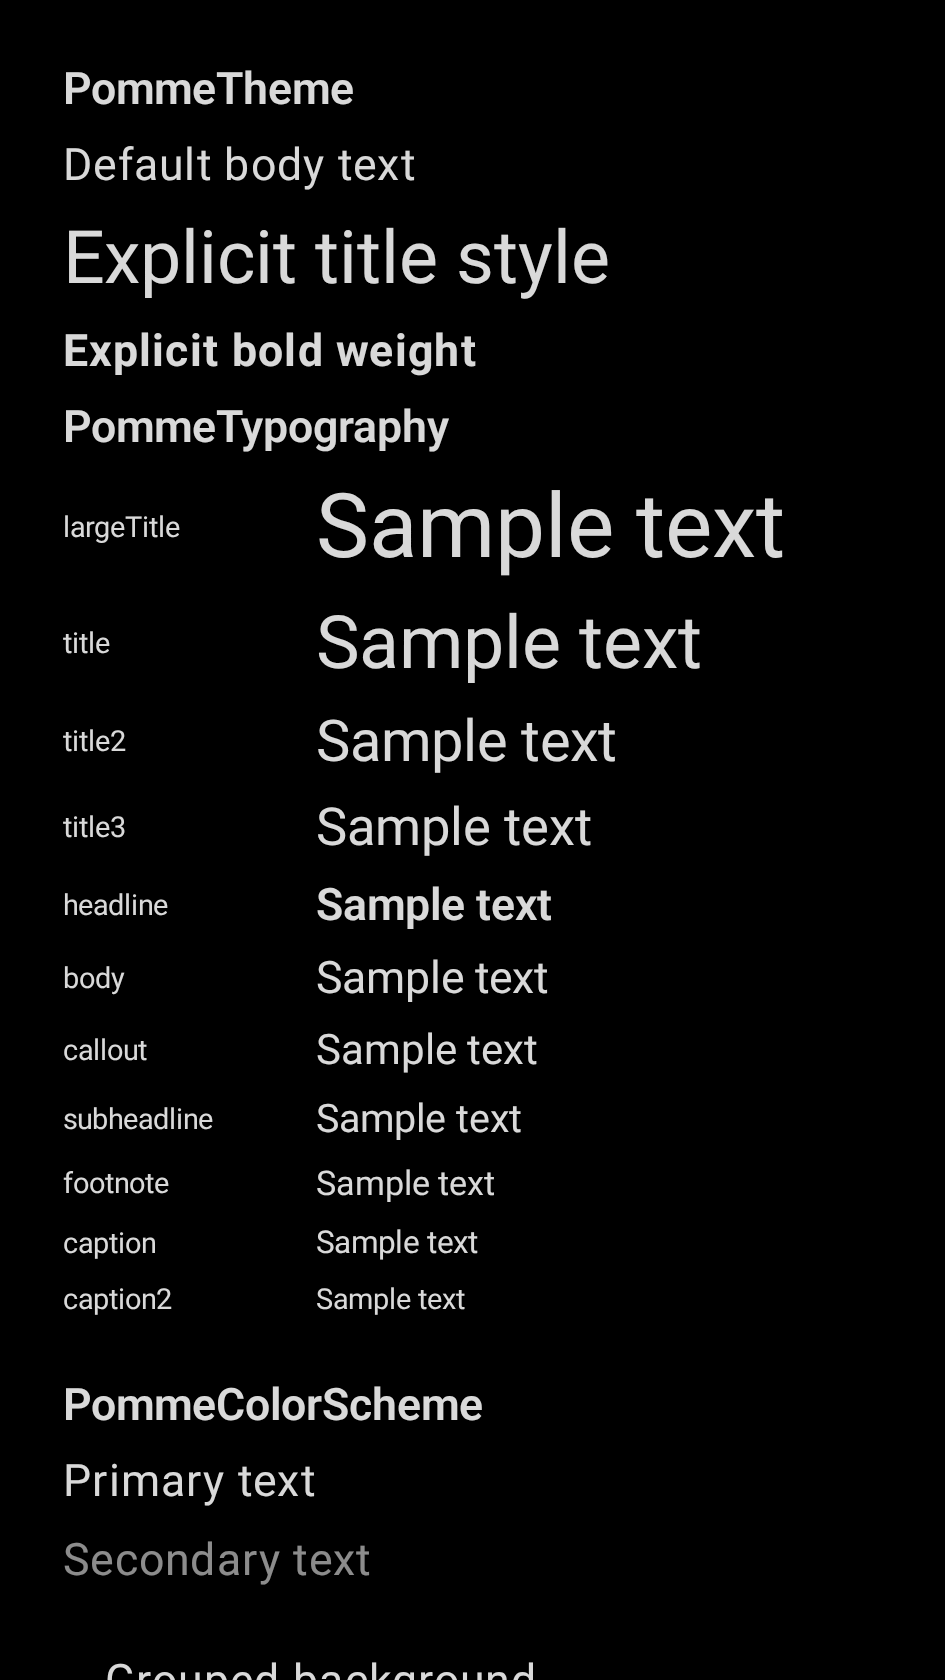 PommeTheme
Default body text
Explicit title style
Explicit bold weight
PommeTypography
largeTitle Sample text
title Sample text
title2 Sample text
title3 Sample text
headline Sample text
body Sample text
callout Sample text
subheadline Sample text
footnote Sample text
caption Sample text
caption2 Sample text
PommeColorScheme
Primary text
Secondary text
Grouped background